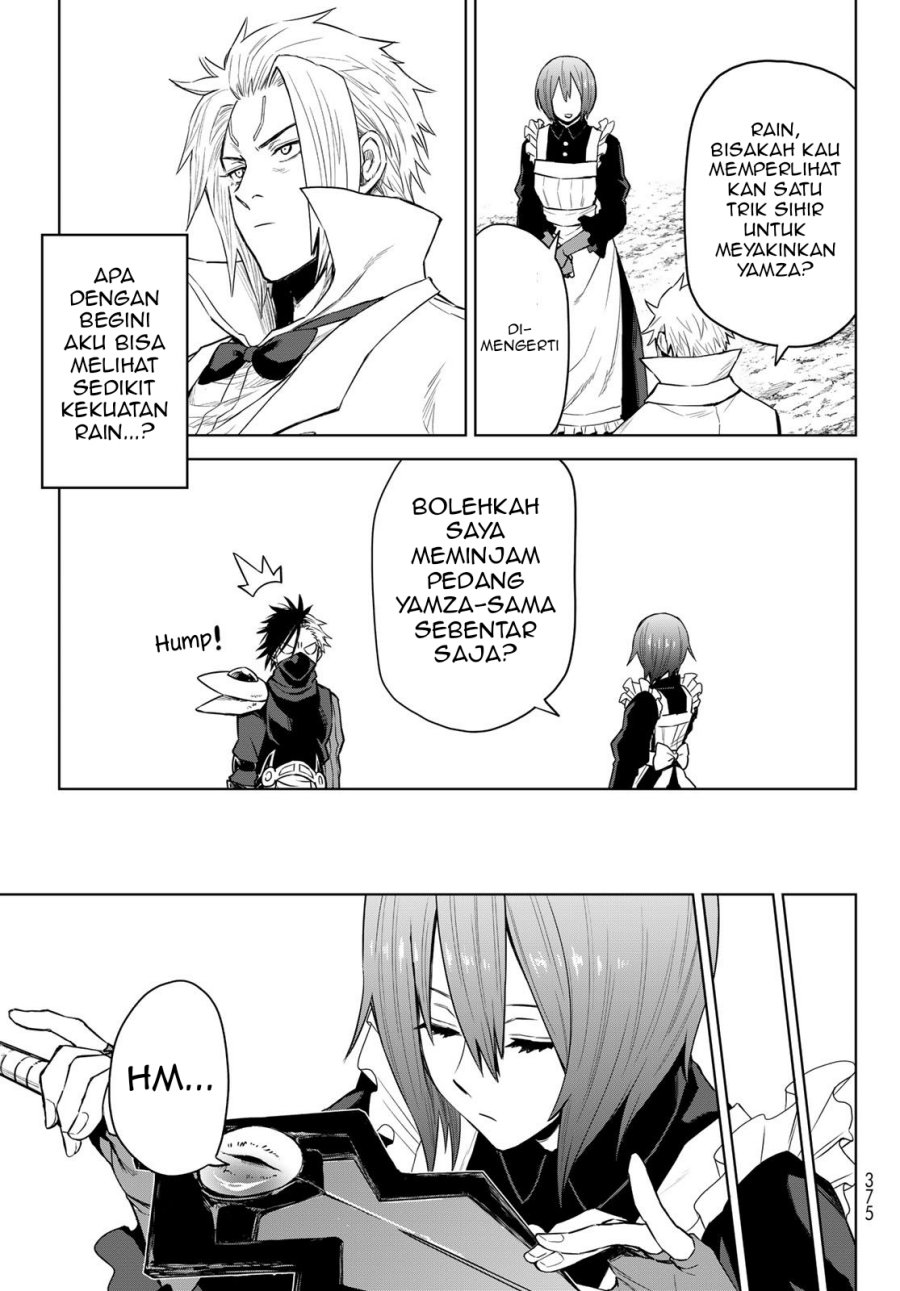 RAIN,
BISAKAH KAU
MEMPERLIHAT
KAN SATU
TRIK SIHIR
UNTUK
MEYAKINKAN
YAMZA?
DI-
MENGERTI
APA
DENGAN
BEGINI
AKU BISA
MELIHAT
SEDIKIT
KEKUATAN
RAIN...?
BOLEHKAH
SAYA
MEMINJAM
PEDANG
YAMZA-SAMA
SEBENTAR
SAJA?
Hump!
HM...
375